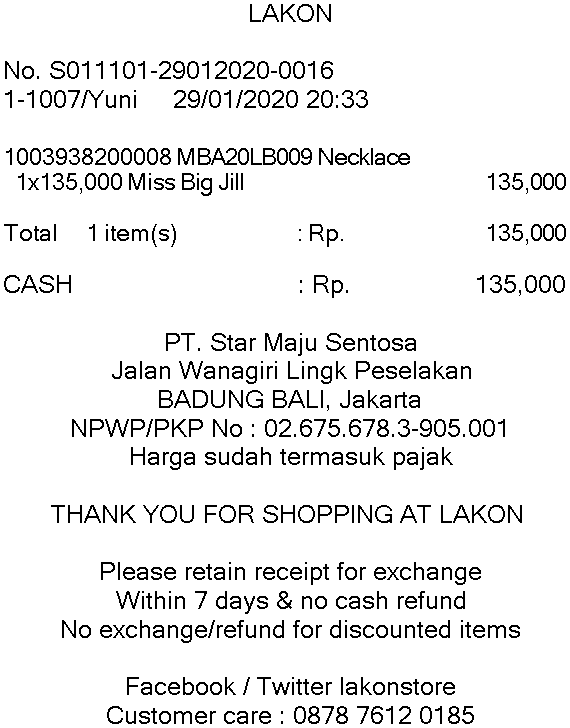 LAKON
No. S011101-29012020-0016
1-1007/Yuni 29/01/2020 20:33
1003938200008 MBA20LB009 Necklace
1x135,000 Miss Big Jill 135,000
Total 1 item(s) : Rp. 135,000
CASH : Rp. 135,000
PT. Star Maju Sentosa
Jalan Wanagiri Lingk Peselakan
BADUNG BALI, Jakarta
NPWP/PKP No : 02.675.678.3-905.001
Harga sudah termasuk pajak
THANK YOU FOR SHOPPING AT LAKON
Please retain receipt for exchange
Within 7 days & no cash refund
No exchange/refund for discounted items
Facebook / Twitter lakonstore
Customer care : 0878 7612 0185